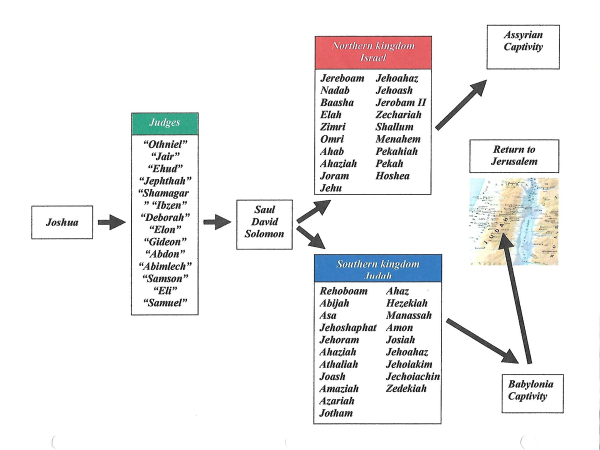 Joshua
Judges
“Othniel”
“Jair”
“Ehud”
“Jephthah”
“Shamagar
” “Ibzen”
“Deborah”
“Elon”
“Gideon”
“Abdon”
“Abimlech”
“Samson”
“Eli”
“Samuel”
Saul
David
Solomon
Northern kingdom
Israel
Jereboam
Nadab
Baasha
Elah
Zimri
Omri
Ahab
Ahaziah
Joram
Jehu
Jehoahaz
Jehoash
Jerobam II
Zechariah
Shallum
Menahem
Pekahiah
Pekah
Hoshea
Assyrian
Captivity
Southern kingdom
Judah
Rehoboam
Abijah
Asa
Jehoshaphat
Jehoram
Ahaziah
Athaliah
Joash
Amaziah
Azariah
Jotham
Ahaz
Hezekiah
Manassah
Amon
Josiah
Jehoahaz
Jehoiakim
Jechoiachin
Zedekiah
Babylonia
Captivity
Return to
Jerusalem
JUDAH